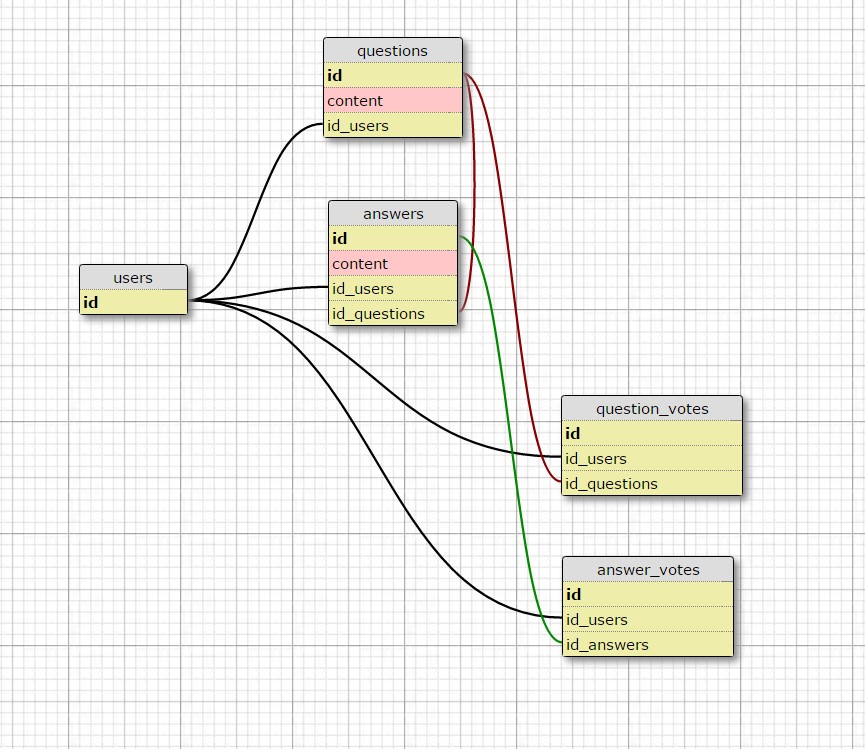 questions
id
content
id_users
answers
id
content
id_users
id_questions
users
id
question_votes
id
id_users
id_questions
answer_votes
id
id_users
id_answers